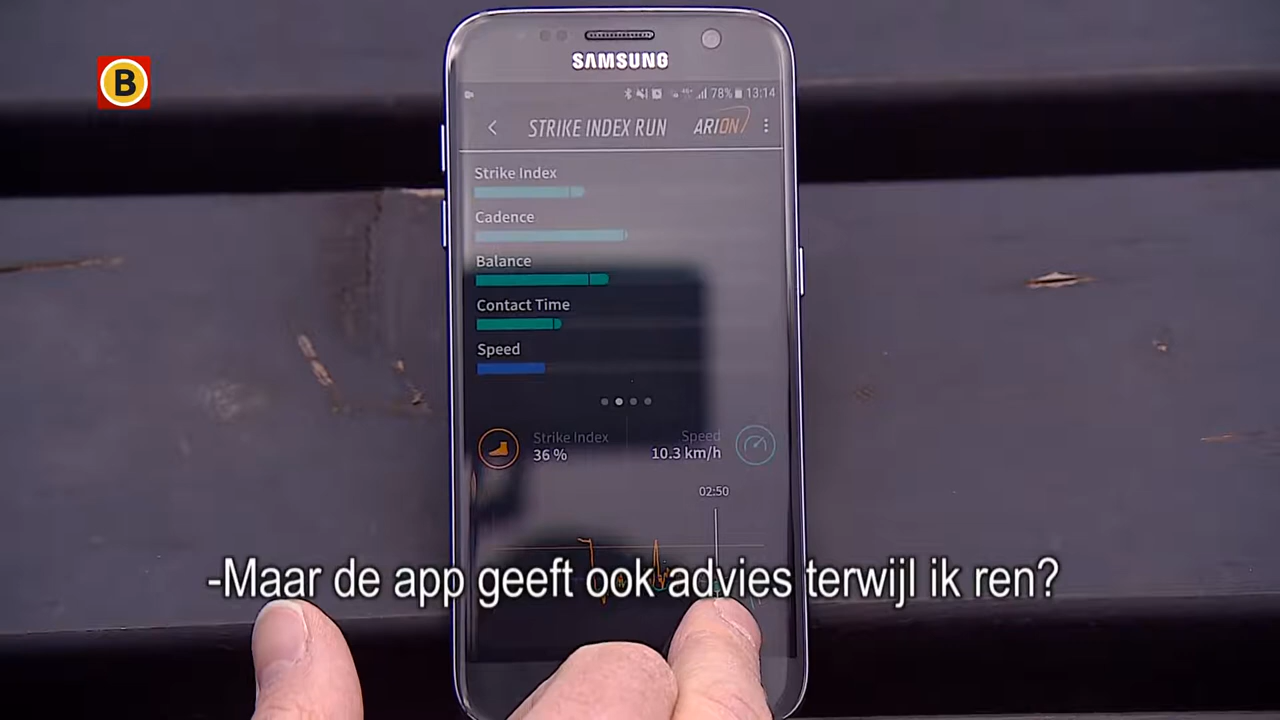 B
SAMSUNG
78% 13:14
STRIKE INDEX RUN ARION
Strike Index
Cadence
Balance
Contact Time
Speed
Strike Index Speed
36 % 10.3 km/h
02:50
-Maar de app geeft ook advies terwijl ik ren?